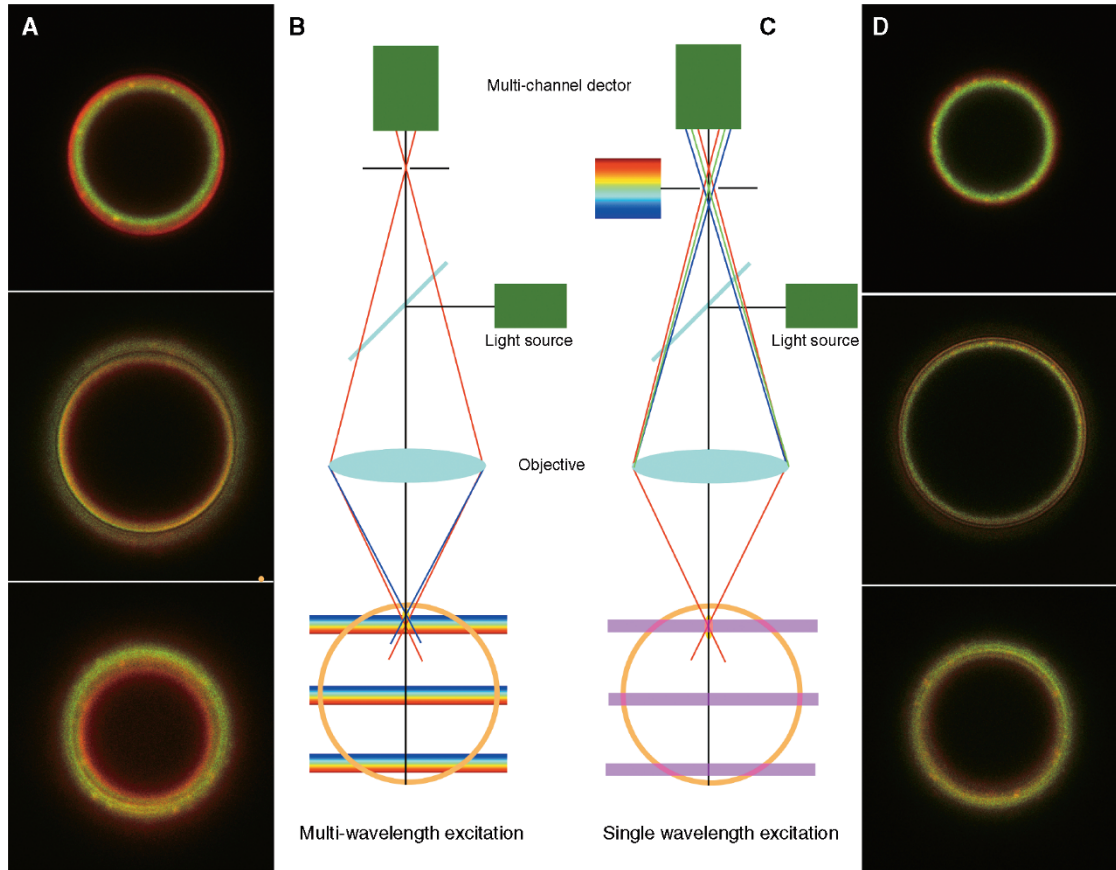 A
B
C
D
Multi-channel dector
Light source
Light source
Objective
Multi-wavelength excitation
Single wavelength excitation